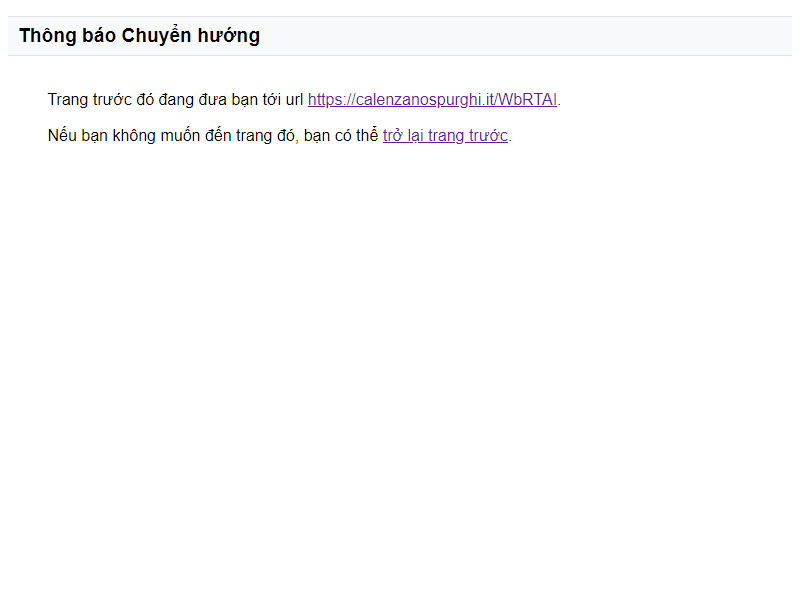 Thông báo Chuyển hướng
Trang trước đó đang đưa bạn tới url https://calenzanospurghi.it/WbRTAl.
Nếu bạn không muốn đến trang đó, bạn có thể trở lại trang trước.